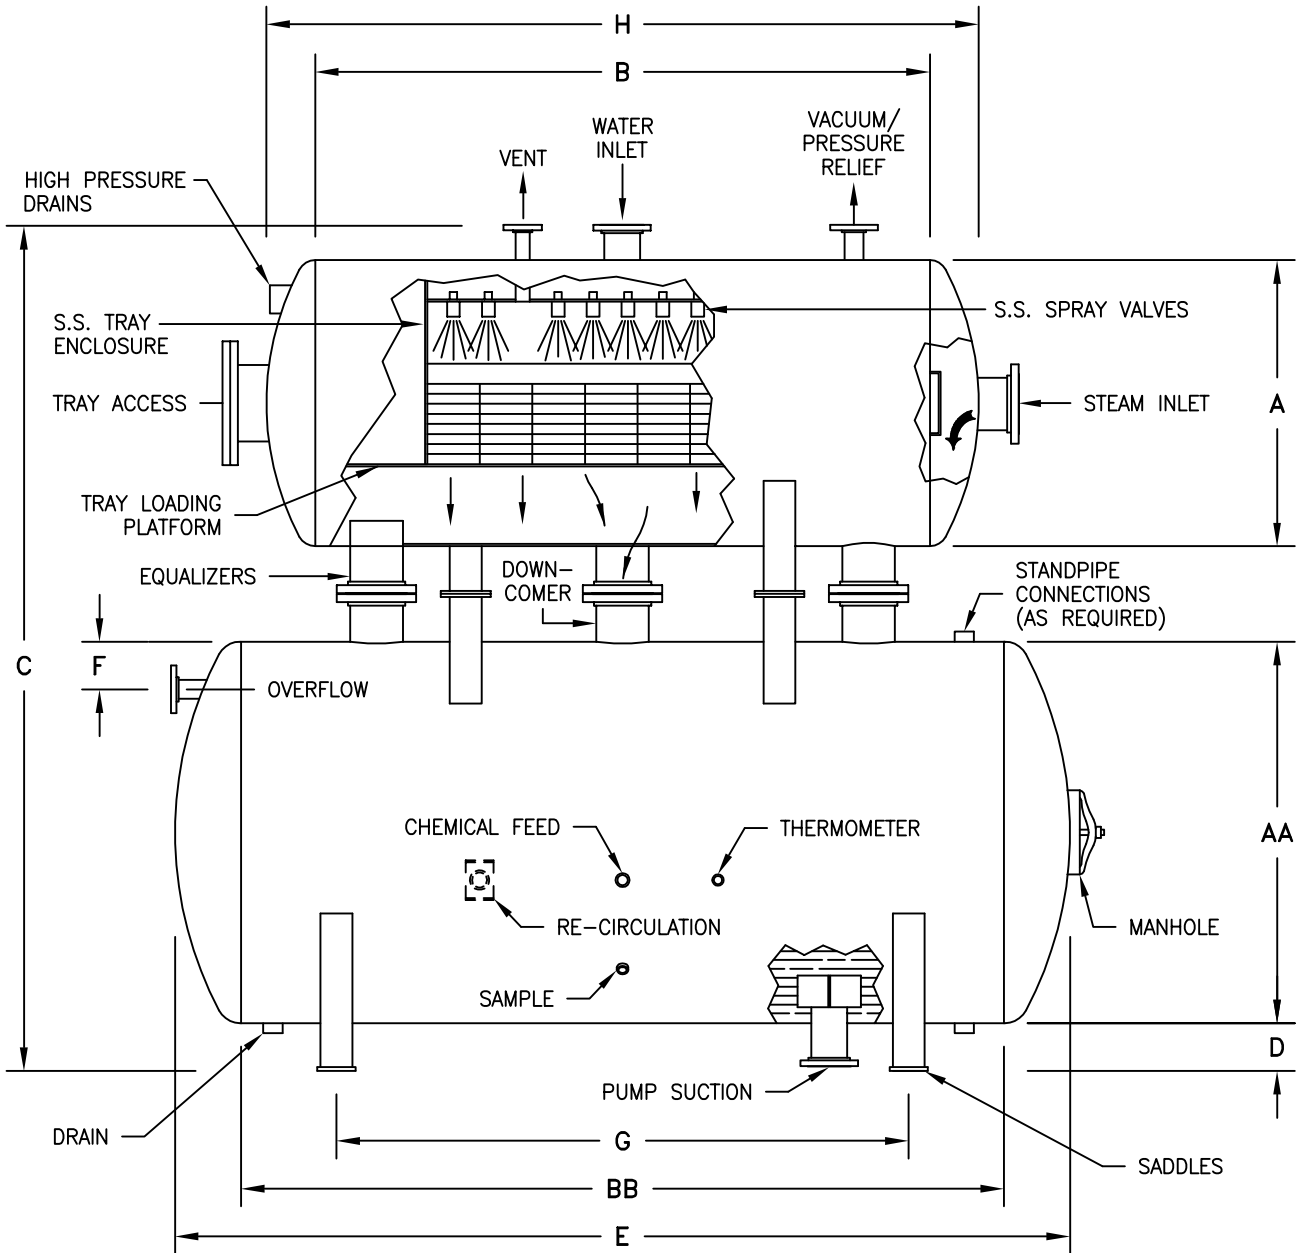 H
B
WATER
INLET
VACUUM/
PRESSURE
RELIEF
VENT
HIGH PRESSURE
DRAINS
S.S. TRAY
ENCLOSURE
S.S. SPRAY VALVES
TRAY ACCESS
STEAM INLET
A
TRAY LOADING
PLATFORM
EQUALIZERS
DOWN-
COMER
STANDPIPE
CONNECTIONS
(AS REQUIRED)
C
F
OVERFLOW
CHEMICAL FEED
THERMOMETER
AA
RE-CIRCULATION
MANHOLE
SAMPLE
D
PUMP SUCTION
DRAIN
G
SADDLES
BB
E